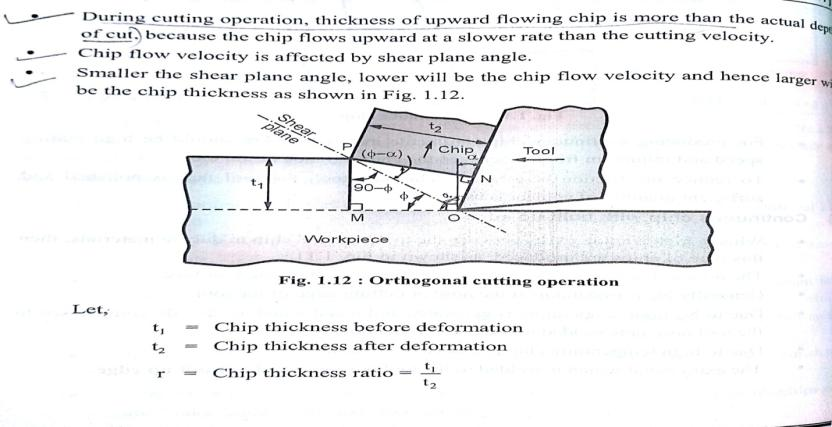 During cutting operation, thickness of upward flowing chip is more than the actual
of cut. because the chip flows upward at a slower rate than the cutting velocity.
Chip flow velocity is affected by shear plane angle.
Smaller the shear plane angle, lower will be the chip flow velocity and hence larger
be the chip thickness as shown in Fig. 1.12.
Shear
plane
t₂
P
(ϕ–α)
Chip
α
Tool
t₁
90–ϕ
ϕ
N
M
O
Workpiece
Fig. 1.12 : Orthogonal cutting operation
Let,
t₁ = Chip thickness before deformation
t₂ = Chip thickness after deformation
r = Chip thickness ratio = t₁/t₂